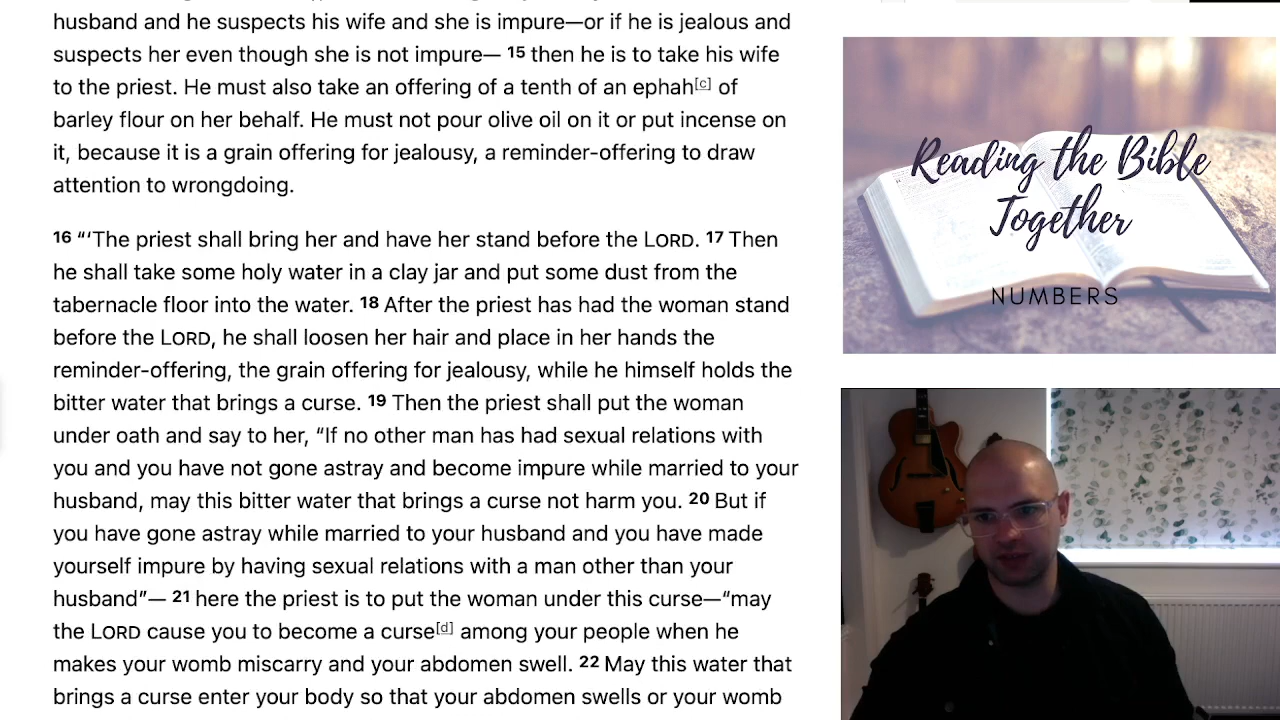 husband and he suspects his wife and she is impure—or if he is jealous and
suspects her even though she is not impure— 15 then he is to take his wife
to the priest. He must also take an offering of a tenth of an ephah[c] of
barley flour on her behalf. He must not pour olive oil on it or put incense on
it, because it is a grain offering for jealousy, a reminder-offering to draw
attention to wrongdoing.
16 “‘The priest shall bring her and have her stand before the LORD. 17 Then
he shall take some holy water in a clay jar and put some dust from the
tabernacle floor into the water. 18 After the priest has had the woman stand
before the LORD, he shall loosen her hair and place in her hands the
reminder-offering, the grain offering for jealousy, while he himself holds the
bitter water that brings a curse. 19 Then the priest shall put the woman
under oath and say to her, “If no other man has had sexual relations with
you and you have not gone astray and become impure while married to your
husband, may this bitter water that brings a curse not harm you. 20 But if
you have gone astray while married to your husband and you have made
yourself impure by having sexual relations with a man other than your
husband”— 21 here the priest is to put the woman under this curse—“may
the LORD cause you to become a curse[d] among your people when he
makes your womb miscarry and your abdomen swell. 22 May this water that
brings a curse enter your body so that your abdomen swells or your womb
Reading the Bible
Together
NUMBERS